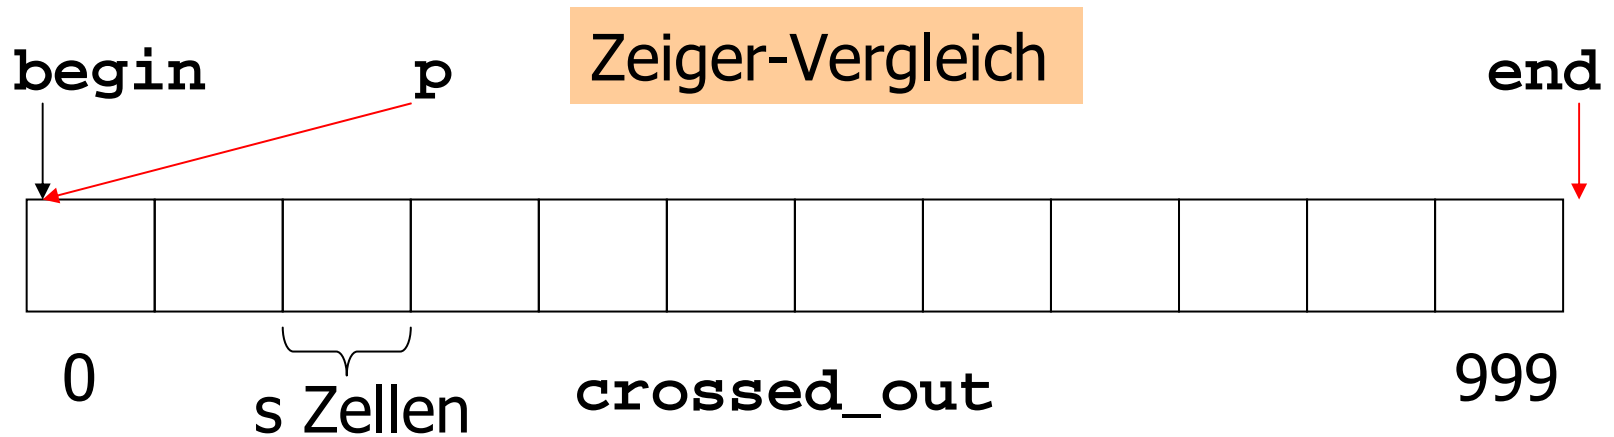 Zeiger-Vergleich
begin p end
0 999
s Zellen crossed_out